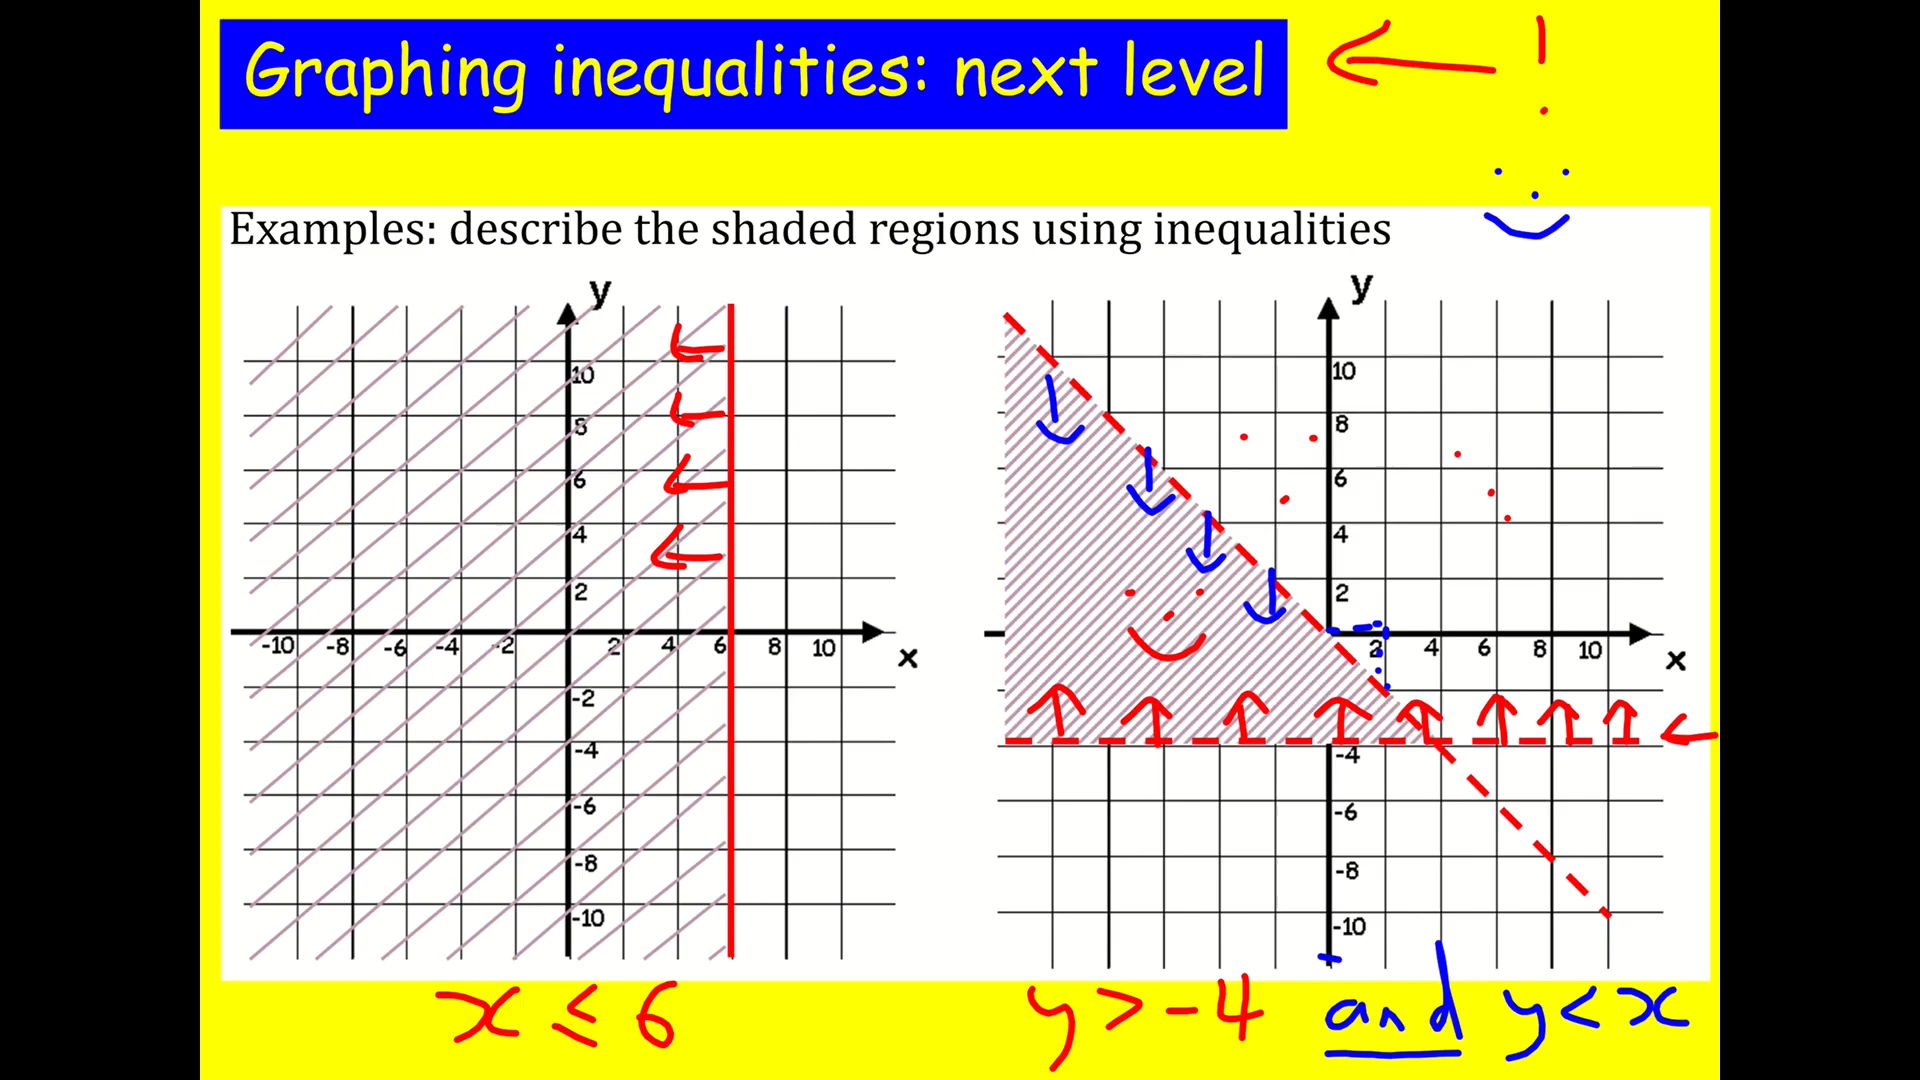 Graphing inequalities: next level
Examples: describe the shaded regions using inequalities
y
10
8
6
4
2
-10 -8 -6 -4 -2 2 4 6 8 10
x
-2
-4
-6
-8
-10
y
10
8
6
4
2
2 4 6 8 10
x
-4
-6
-8
-10
x ≤ 6
y > -4 and y < x